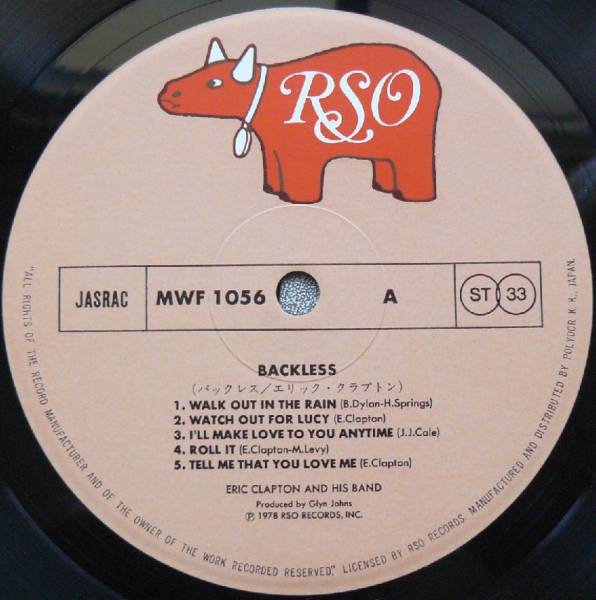 RSO
JASRAC
MWF 1056
A
ST 33
BACKLESS
(バックレス/エリック・クラプトン)
1. WALK OUT IN THE RAIN (B.Dylan-H.Springs)
2. WATCH OUT FOR LUCY (E.Clapton)
3. I'LL MAKE LOVE TO YOU ANYTIME (J.J.Cale)
4. ROLL IT (E.Clapton-M.Levy)
5. TELL ME THAT YOU LOVE ME (E.Clapton)
ERIC CLAPTON AND HIS BAND
Produced by Glyn Johns
Ⓟ 1978 RSO RECORDS, INC.
"ALL RIGHTS OF THE RECORD MANUFACTURER AND OF THE OWNER OF THE WORK RECORDED RESERVED." LICENSED BY RSO RECORDS. MANUFACTURED AND DISTRIBUTED BY POLYDOR K. K., JAPAN.